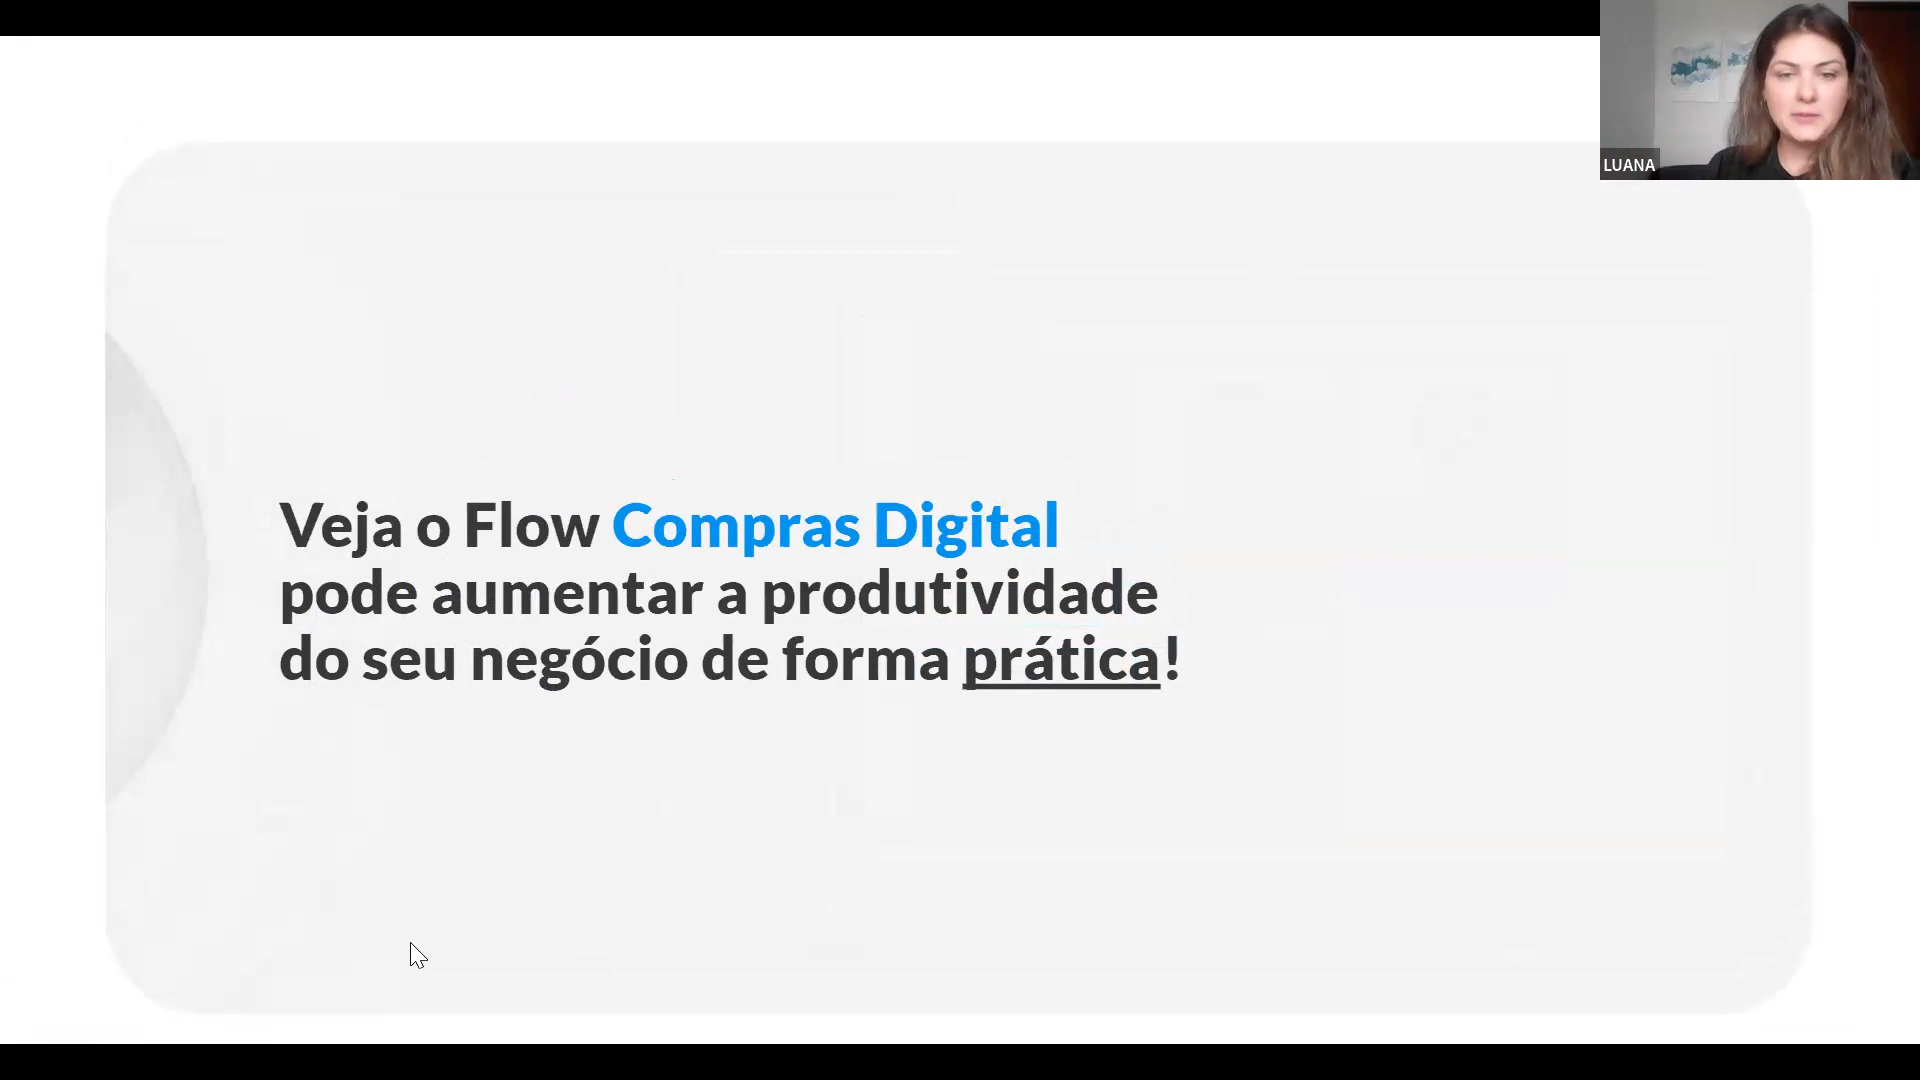 LUANA
Veja o Flow Compras Digital
pode aumentar a produtividade
do seu negócio de forma prática!